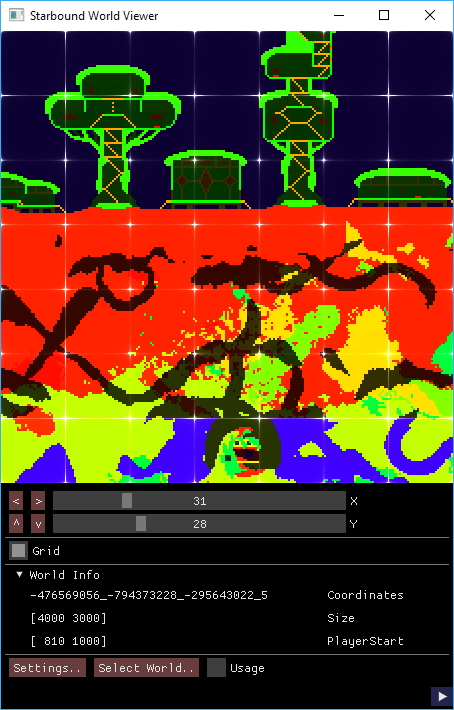 Starbound World Viewer
< > 31 X
^ v 28 Y
Grid
▼ World Info
-476569056_-794373228_-295643022_5 Coordinates
[4000 3000] Size
[ 810 1000] PlayerStart
Settings.. Select World.. Usage